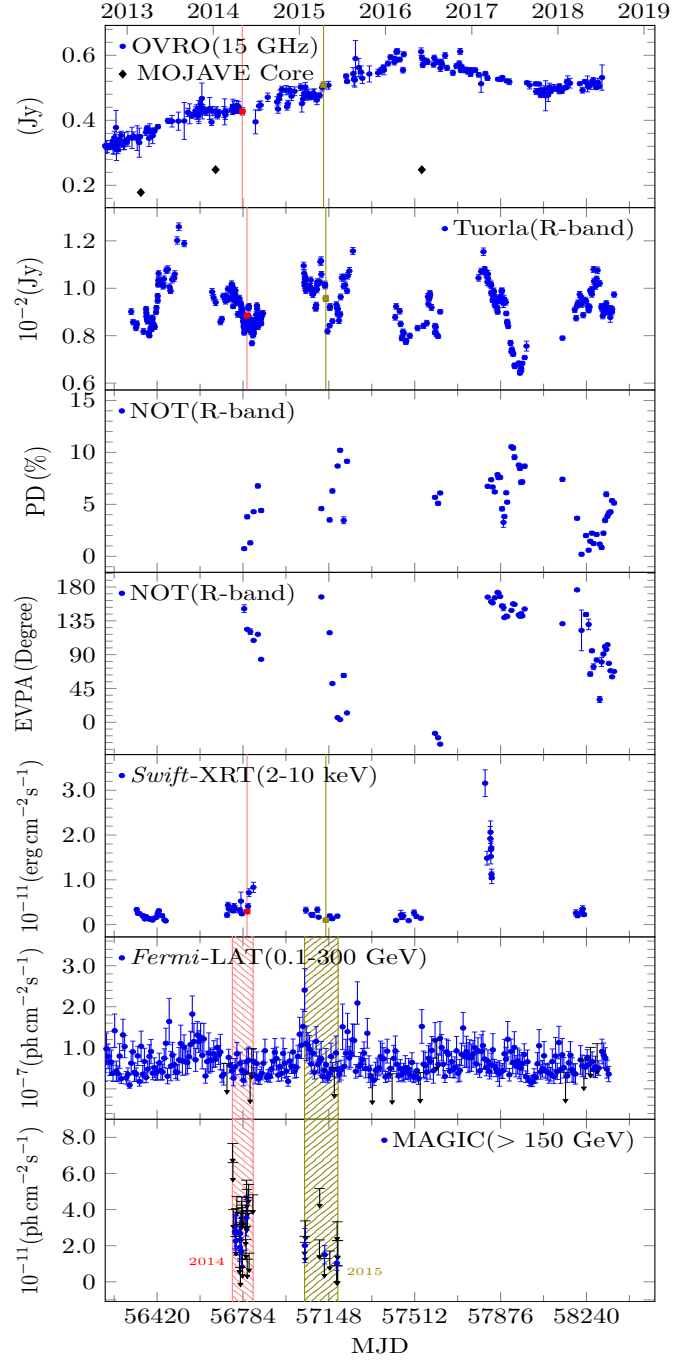 2013 2014 2015 2016 2017 2018 2019
OVRO(15 GHz)
MOJAVE Core
(Jy)
0.6
0.4
0.2
Tuorla(R-band)
10⁻²(Jy)
1.2
1.0
0.8
0.6
NOT(R-band)
PD(%)
15
10
5
0
NOT(R-band)
EVPA(Degree)
180
135
90
45
0
Swift-XRT(2-10 keV)
10⁻¹¹(erg cm⁻² s⁻¹)
3.0
2.0
1.0
0
Fermi-LAT(0.1-300 GeV)
10⁻⁷(ph cm⁻² s⁻¹)
3.0
2.0
1.0
0
MAGIC(> 150 GeV)
10⁻¹¹(ph cm⁻² s⁻¹)
8.0
6.0
4.0
2.0
0
2014
2015
56420 56784 57148 57512 57876 58240
MJD